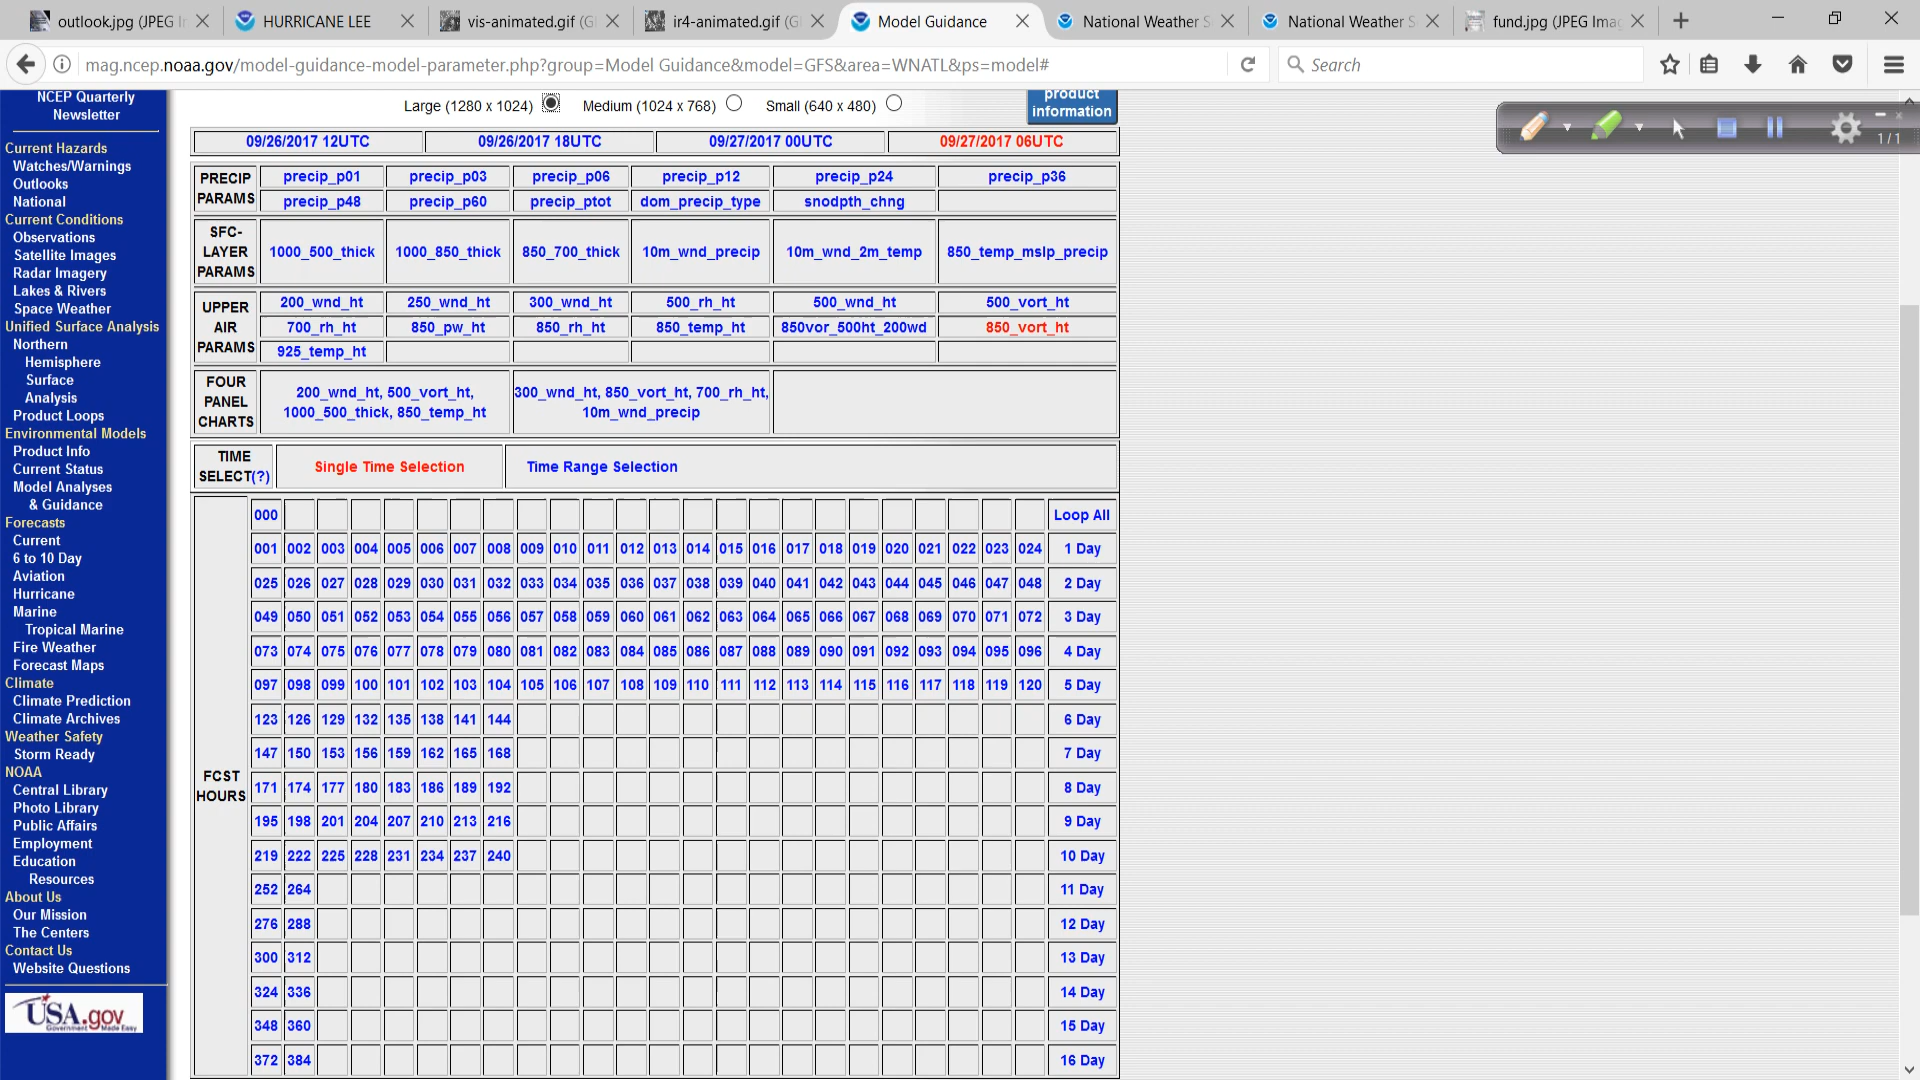 outlook.jpg (JPEG I
HURRICANE LEE
vis-animated.gif (G
ir4-animated.gif (G
Model Guidance
National Weather S
National Weather S
fund.jpg (JPEG Imag
mag.ncep.noaa.gov/model-guidance-model-parameter.php?group=Model Guidance&model=GFS&area=WNATL&ps=model#
Search
NCEP Quarterly
Newsletter
Current Hazards
Watches/Warnings
Outlooks
National
Current Conditions
Observations
Satellite Images
Radar Imagery
Lakes & Rivers
Space Weather
Unified Surface Analysis
Northern
Hemisphere
Surface
Analysis
Product Loops
Environmental Models
Product Info
Current Status
Model Analyses
& Guidance
Forecasts
Current
6 to 10 Day
Aviation
Hurricane
Marine
Tropical Marine
Fire Weather
Forecast Maps
Climate
Climate Prediction
Climate Archives
Weather Safety
Storm Ready
NOAA
Central Library
Photo Library
Public Affairs
Employment
Education
Resources
About Us
Our Mission
The Centers
Contact Us
Website Questions
USA.gov
Government Made Easy
Large (1280 x 1024) Medium (1024 x 768) Small (640 x 480)
product
information
1/1
09/26/2017 12UTC 09/26/2017 18UTC 09/27/2017 00UTC 09/27/2017 06UTC
PRECIP PARAMS
precip_p01 precip_p03 precip_p06 precip_p12 precip_p24 precip_p36
precip_p48 precip_p60 precip_ptot dom_precip_type snodpth_chng
SFC-LAYER PARAMS
1000_500_thick 1000_850_thick 850_700_thick 10m_wnd_precip 10m_wnd_2m_temp 850_temp_mslp_precip
UPPER AIR PARAMS
200_wnd_ht 250_wnd_ht 300_wnd_ht 500_rh_ht 500_wnd_ht 500_vort_ht
700_rh_ht 850_pw_ht 850_rh_ht 850_temp_ht 850vor_500ht_200wd 850_vort_ht
925_temp_ht
FOUR PANEL CHARTS
200_wnd_ht, 500_vort_ht,
1000_500_thick, 850_temp_ht
300_wnd_ht, 850_vort_ht, 700_rh_ht,
10m_wnd_precip
TIME SELECT(?)
Single Time Selection Time Range Selection
FCST HOURS
000 Loop All
001 002 003 004 005 006 007 008 009 010 011 012 013 014 015 016 017 018 019 020 021 022 023 024 1 Day
025 026 027 028 029 030 031 032 033 034 035 036 037 038 039 040 041 042 043 044 045 046 047 048 2 Day
049 050 051 052 053 054 055 056 057 058 059 060 061 062 063 064 065 066 067 068 069 070 071 072 3 Day
073 074 075 076 077 078 079 080 081 082 083 084 085 086 087 088 089 090 091 092 093 094 095 096 4 Day
097 098 099 100 101 102 103 104 105 106 107 108 109 110 111 112 113 114 115 116 117 118 119 120 5 Day
123 126 129 132 135 138 141 144 6 Day
147 150 153 156 159 162 165 168 7 Day
171 174 177 180 183 186 189 192 8 Day
195 198 201 204 207 210 213 216 9 Day
219 222 225 228 231 234 237 240 10 Day
252 264 11 Day
276 288 12 Day
300 312 13 Day
324 336 14 Day
348 360 15 Day
372 384 16 Day